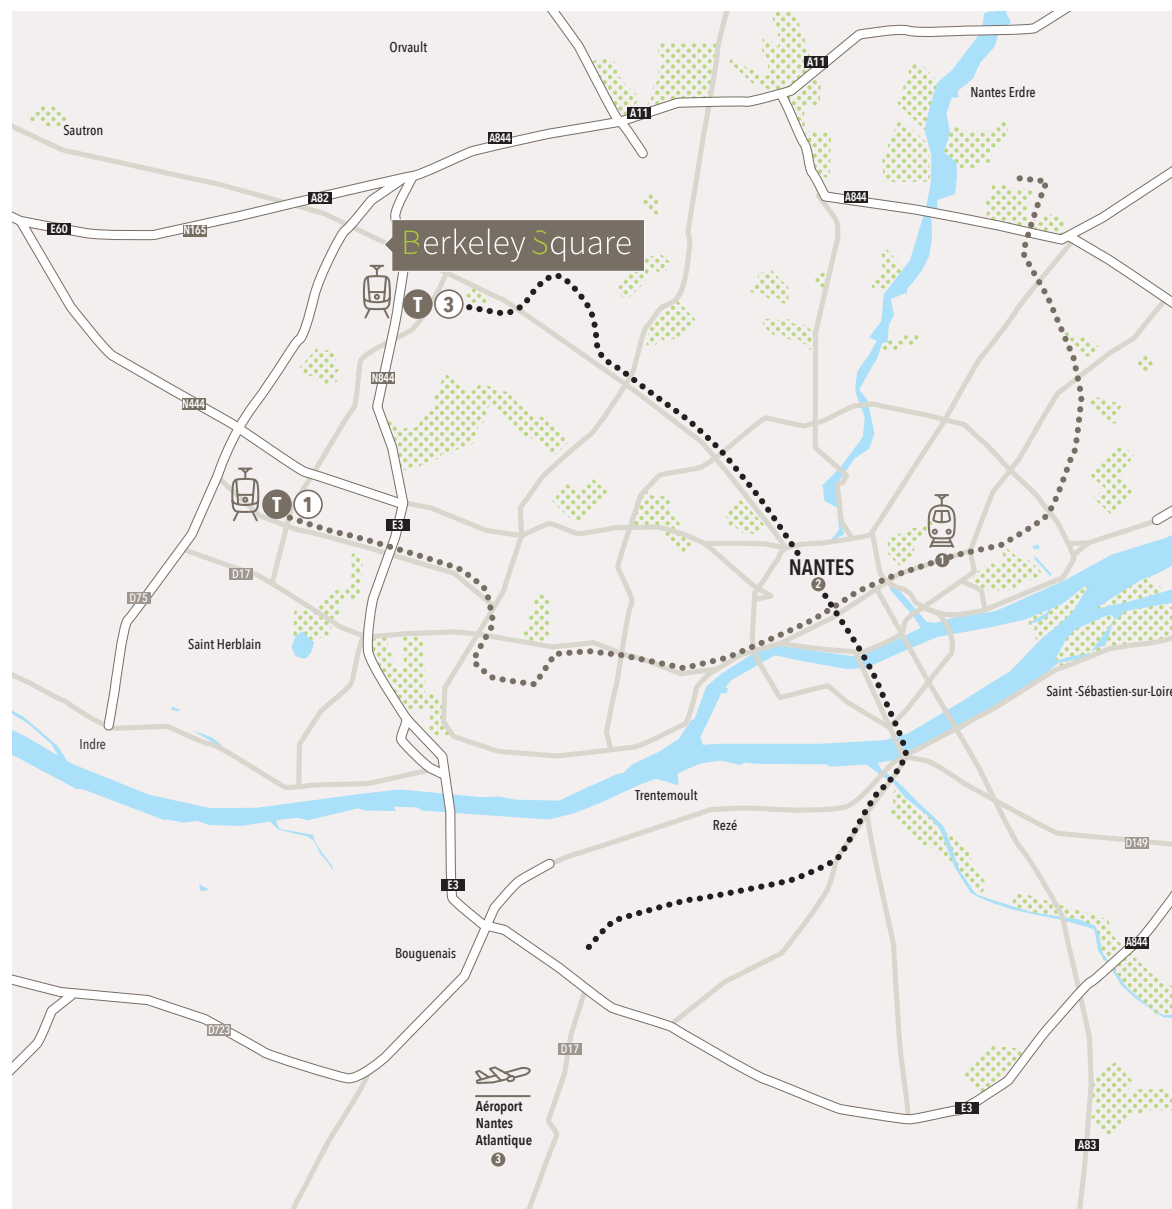 Orvault
A11
Nantes Erdre
A11
Sautron
A844
A82
A844
E60
N165
Berkeley Square
T 3
N844
N444
T 1
E3
NANTES
2
1
D17
D75
Saint Herblain
Saint -Sébastien-sur-Loire
Indre
Trentemoult
Rezé
D149
E3
A844
Bouguenais
D723
D17
Aéroport
Nantes
Atlantique
3
E3
A83